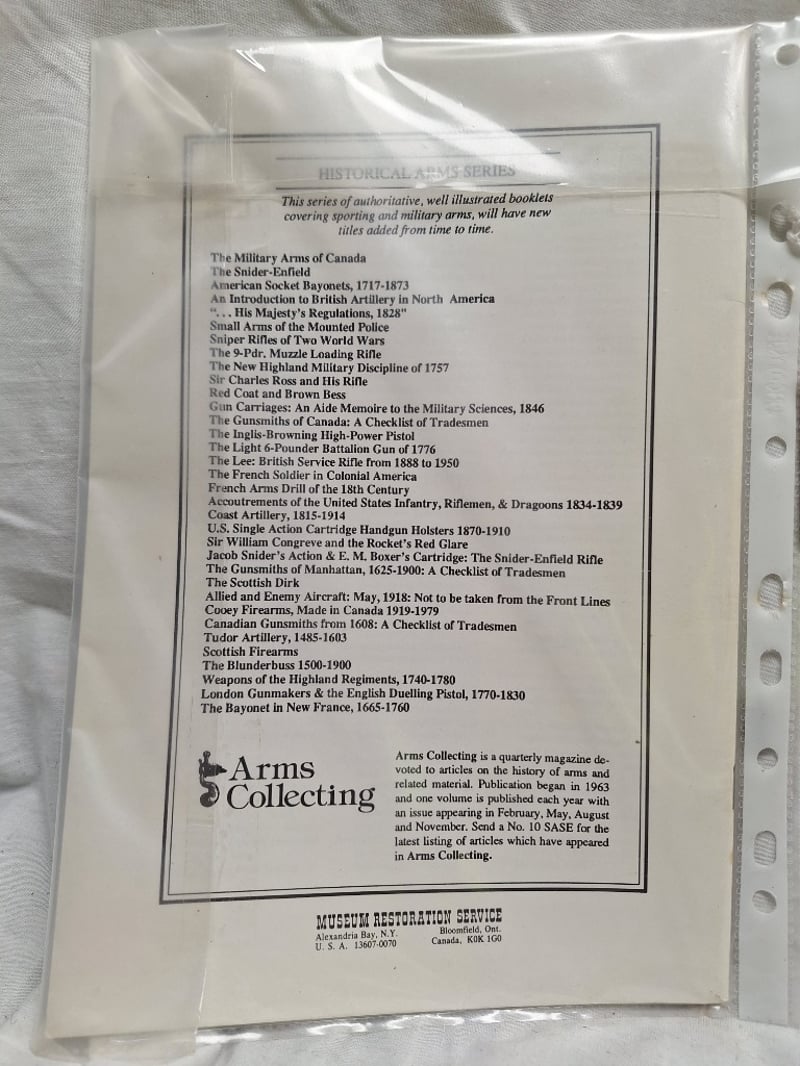 HISTORICAL ARMS SERIES
This series of authoritative, well illustrated booklets
covering sporting and military arms, will have new
titles added from time to time.
The Military Arms of Canada
The Snider-Enfield
American Socket Bayonets, 1717-1873
An Introduction to British Artillery in North America
"... His Majesty's Regulations, 1828"
Small Arms of the Mounted Police
Sniper Rifles of Two World Wars
The 9-Pdr. Muzzle Loading Rifle
The New Highland Military Discipline of 1757
Sir Charles Ross and His Rifle
Red Coat and Brown Bess
Gun Carriages: An Aide Memoire to the Military Sciences, 1846
The Gunsmiths of Canada: A Checklist of Tradesmen
The Inglis-Browning High-Power Pistol
The Light 6-Pounder Battalion Gun of 1776
The Lee: British Service Rifle from 1888 to 1950
The French Soldier in Colonial America
French Arms Drill of the 18th Century
Accoutrements of the United States Infantry, Riflemen, & Dragoons 1834-1839
Coast Artillery, 1815-1914
U.S. Single Action Cartridge Handgun Holsters 1870-1910
Sir William Congreve and the Rocket's Red Glare
Jacob Snider's Action & E. M. Boxer's Cartridge: The Snider-Enfield Rifle
The Gunsmiths of Manhattan, 1625-1900: A Checklist of Tradesmen
The Scottish Dirk
Allied and Enemy Aircraft: May, 1918: Not to be taken from the Front Lines
Cooey Firearms, Made in Canada 1919-1979
Canadian Gunsmiths from 1608: A Checklist of Tradesmen
Tudor Artillery, 1485-1603
Scottish Firearms
The Blunderbuss 1500-1900
Weapons of the Highland Regiments, 1740-1780
London Gunmakers & the English Duelling Pistol, 1770-1830
The Bayonet in New France, 1665-1760
Arms
Collecting
Arms Collecting is a quarterly magazine de-
voted to articles on the history of arms and
related material. Publication began in 1963
and one volume is published each year with
an issue appearing in February, May, August
and November. Send a No. 10 SASE for the
latest listing of articles which have appeared
in Arms Collecting.
MUSEUM RESTORATION SERVICE
Alexandria Bay, N.Y.
U. S. A. 13607-0070
Bloomfield, Ont.
Canada, K0K 1G0